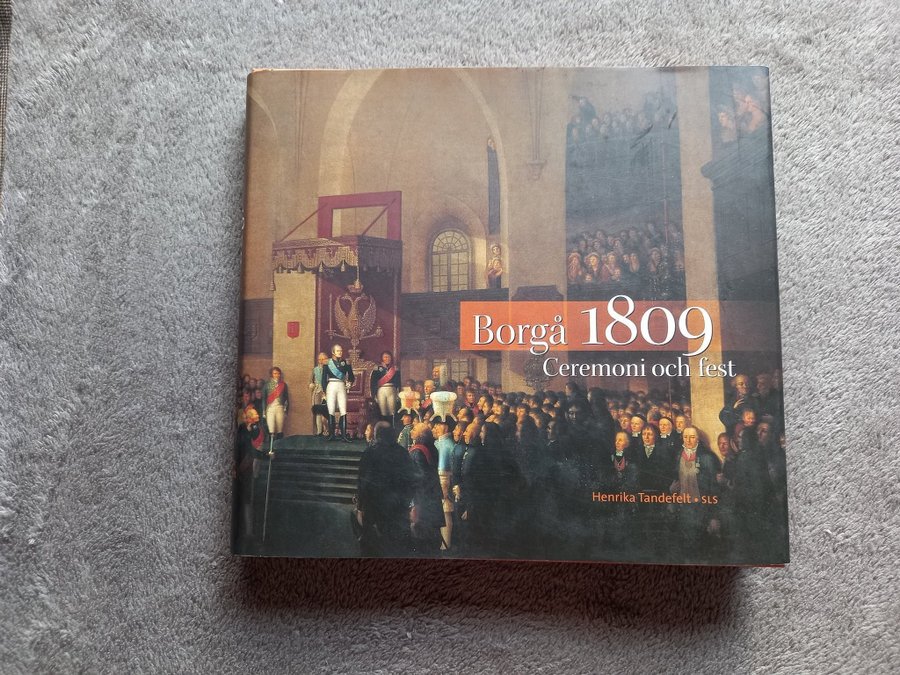 Borgå 1809
Ceremoni och fest
Henrika Tandefelt • SLS